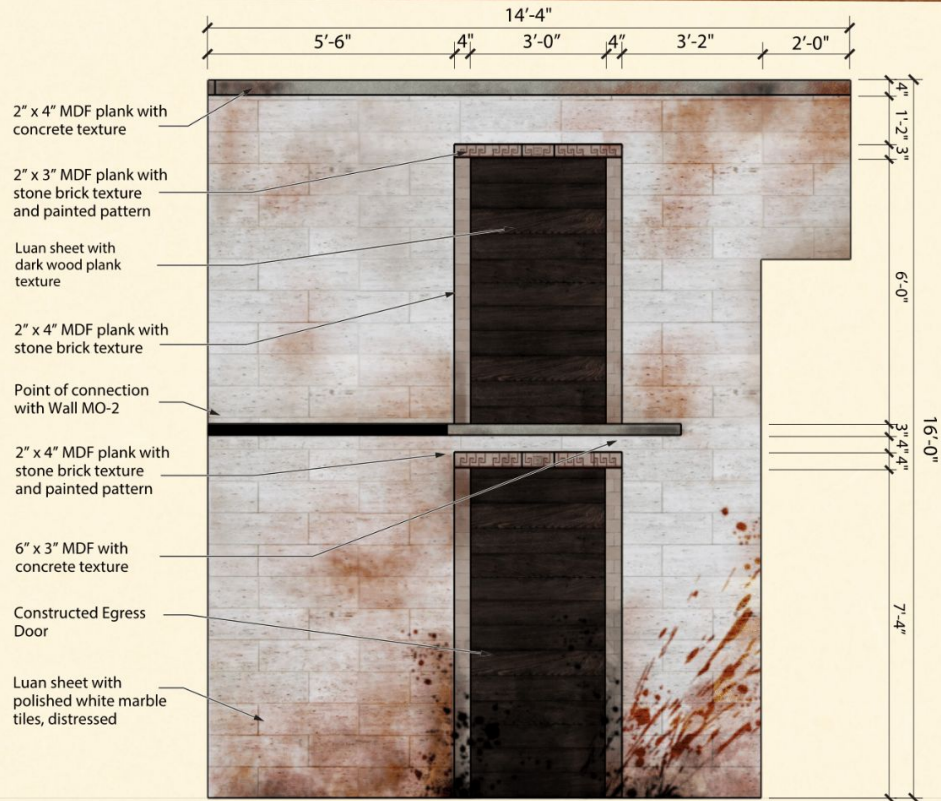 14’-4"
5’-6"
4"
3’-0"
4"
3’-2"
2’-0"
2” x 4” MDF plank with
concrete texture
2” x 3” MDF plank with
stone brick texture
and painted pattern
Luan sheet with
dark wood plank
texture
2” x 4” MDF plank with
stone brick texture
Point of connection
with Wall MO-2
2” x 4” MDF plank with
stone brick texture
and painted pattern
6” x 3” MDF with
concrete texture
Constructed Egress
Door
Luan sheet with
polished white marble
tiles, distressed
4"
1’-2"
3"
6’-0"
3"
4"
4"
7’-4"
16’-0"